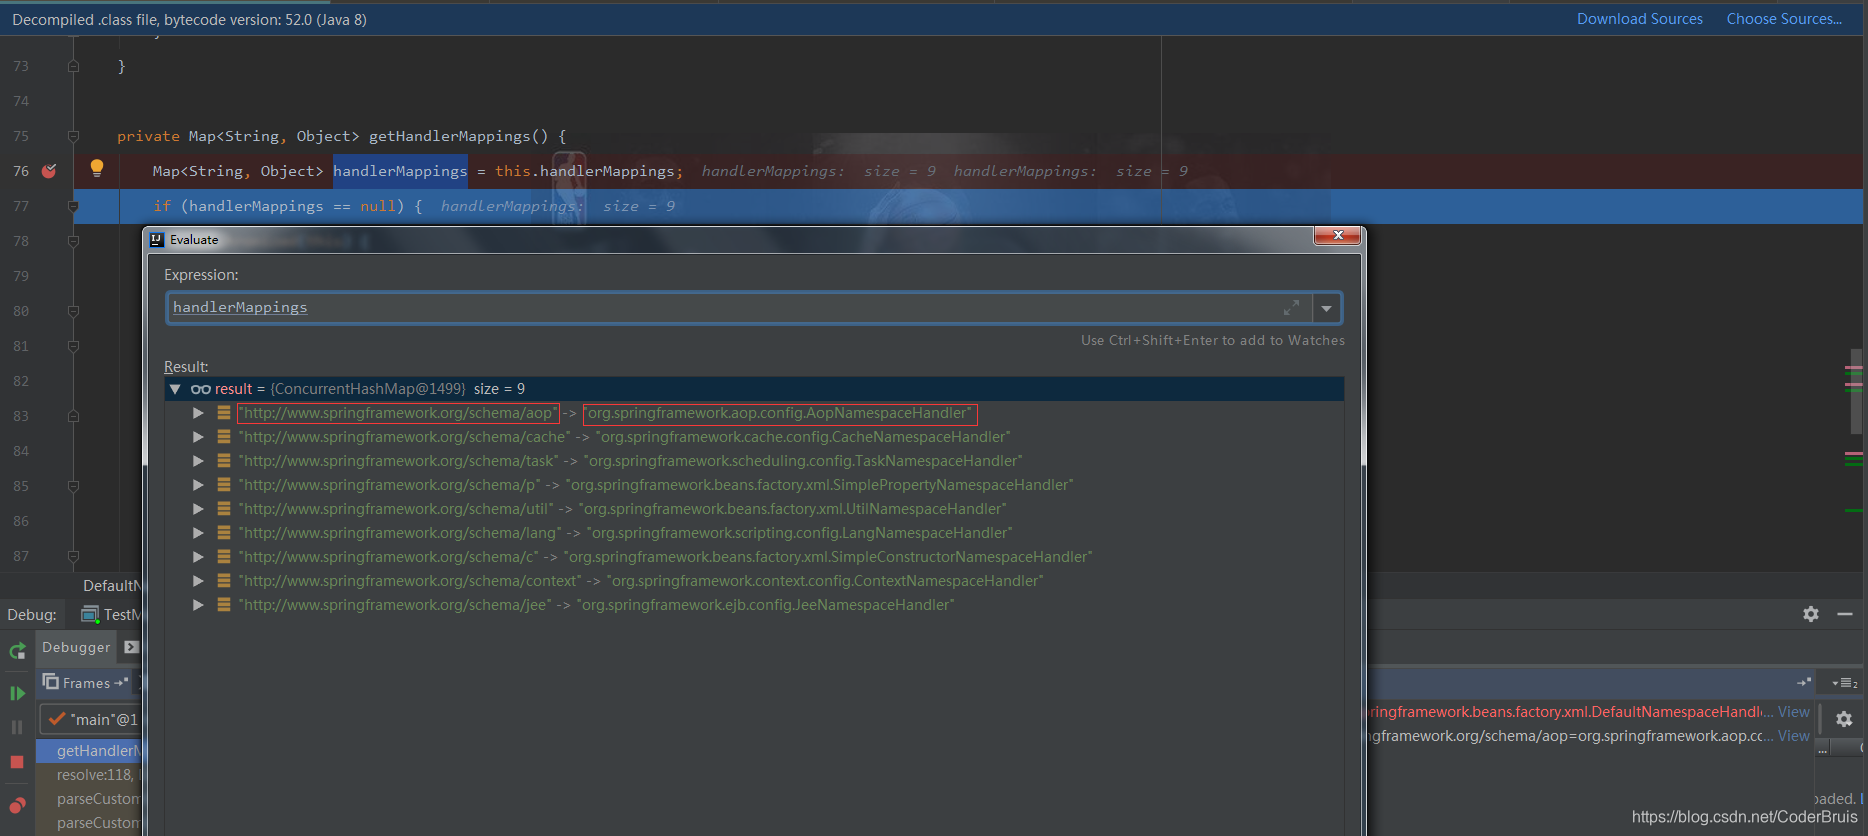 Decompiled .class file, bytecode version: 52.0 (Java 8)
Download Sources
Choose Sources...
73 }
74
75 private Map<String, Object> getHandlerMappings() {
76 Map<String, Object> handlerMappings = this.handlerMappings; handlerMappings: size = 9 handlerMappings: size = 9
77 if (handlerMappings == null) { handlerMappings: size = 9
78
79
80
81
82
83
84
85
86
87
Evaluate
Expression:
handlerMappings
Use Ctrl+Shift+Enter to add to Watches
Result:
result = {ConcurrentHashMap@1499} size = 9
"http://www.springframework.org/schema/aop" -> "org.springframework.aop.config.AopNamespaceHandler"
"http://www.springframework.org/schema/cache" -> "org.springframework.cache.config.CacheNamespaceHandler"
"http://www.springframework.org/schema/task" -> "org.springframework.scheduling.config.TaskNamespaceHandler"
"http://www.springframework.org/schema/p" -> "org.springframework.beans.factory.xml.SimplePropertyNamespaceHandler"
"http://www.springframework.org/schema/util" -> "org.springframework.beans.factory.xml.UtilNamespaceHandler"
"http://www.springframework.org/schema/lang" -> "org.springframework.scripting.config.LangNamespaceHandler"
"http://www.springframework.org/schema/c" -> "org.springframework.beans.factory.xml.SimpleConstructorNamespaceHandler"
"http://www.springframework.org/schema/context" -> "org.springframework.context.config.ContextNamespaceHandler"
"http://www.springframework.org/schema/jee" -> "org.springframework.ejb.config.JeeNamespaceHandler"
DefaultN
Debug: TestM
Debugger
Frames
"main"@1
getHandlerM
resolve:118,
parseCustom
parseCustom
ringframework.beans.factory.xml.DefaultNamespaceHandl... View
ngframework.org/schema/aop=org.springframework.aop.cc... View
oaded.
https://blog.csdn.net/CoderBruis